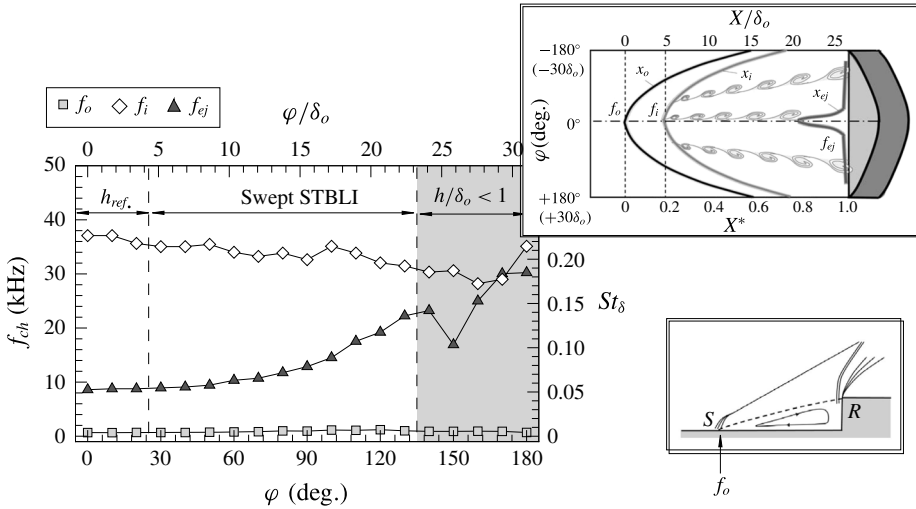 f_o f_i f_ej
φ/δ_o
0 5 10 15 20 25 30
50
40
30
20
10
0
f_ch (kHz)
h_ref.
Swept STBLI
h/δ_o < 1
0.20
0.15
0.10
0.05
0
St_δ
0 30 60 90 120 150 180
φ (deg.)
X/δ_o
0 5 10 15 20 25
−180°
(−30δ_o)
0°
+180°
(+30δ_o)
φ (deg.)
x_o
x_i
x_ej
f_o
f_i
f_ej
0 0.2 0.4 0.6 0.8 1.0
X*
S
R
f_o